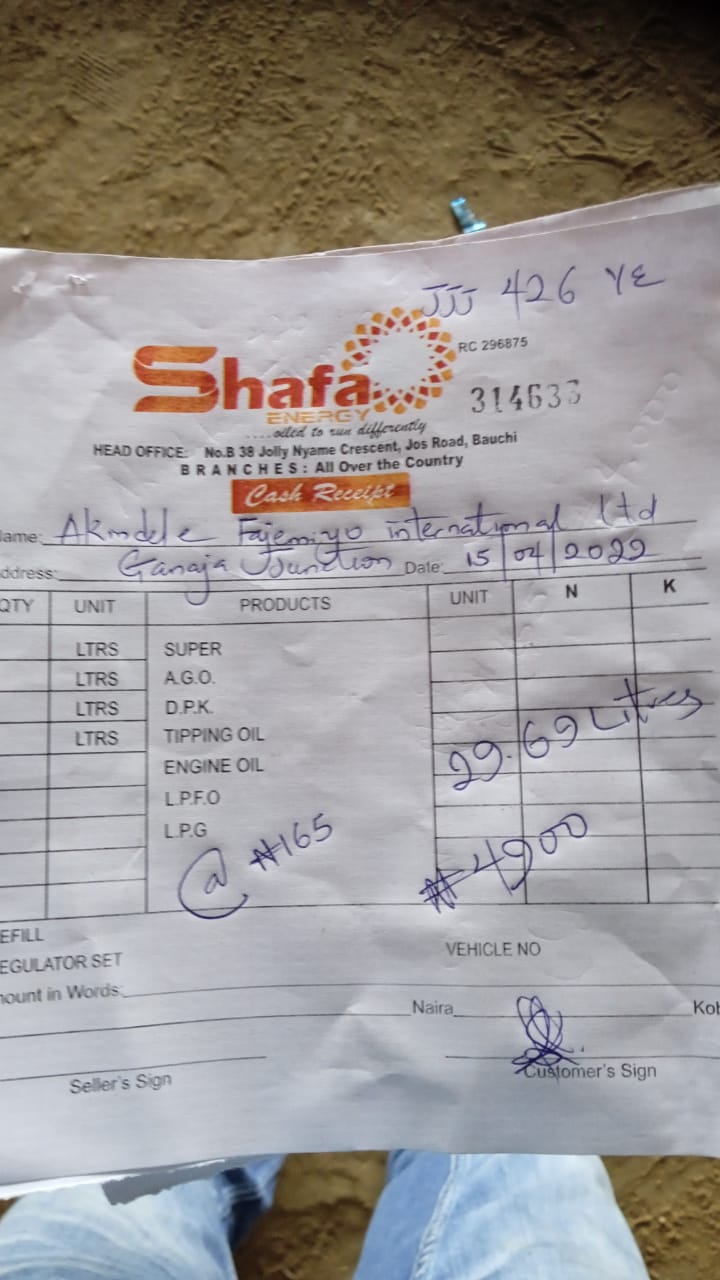 JJJ 426 YE
Shafa
ENERGY
RC 296875
....oiled to run differently
314633
HEAD OFFICE: No.B 38 Jolly Nyame Crescent, Jos Road, Bauchi
BRANCHES: All Over the Country
Cash Receipt
ame: Akindele Fajemiyo international Ltd
ddress: Ganaja Junction Date: 15/04/2022
QTY UNIT PRODUCTS UNIT N K
LTRS SUPER
LTRS A.G.O.
LTRS D.P.K.
LTRS TIPPING OIL
29.69 Litres
ENGINE OIL
L.P.F.O
L.P.G
@ ₦165
₦4900
EFILL
EGULATOR SET
VEHICLE NO
ount in Words:
Naira Kob
Seller's Sign
Customer's Sign